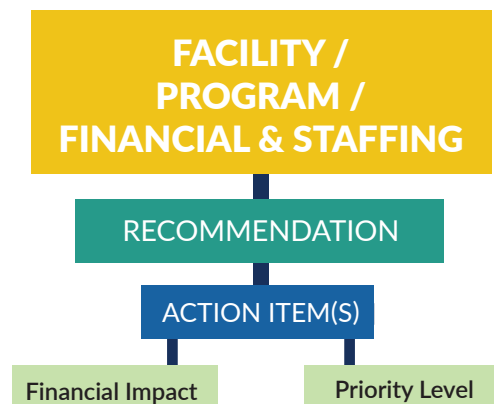 FACILITY /
PROGRAM /
FINANCIAL & STAFFING
RECOMMENDATION
ACTION ITEM(S)
Financial Impact
Priority Level